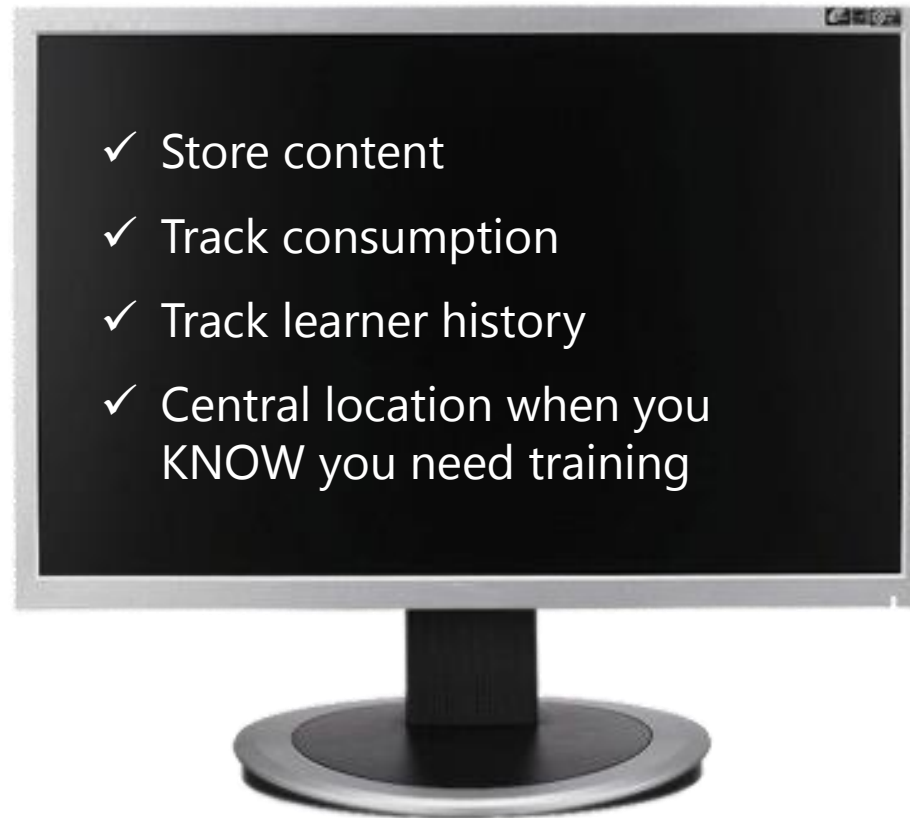 ✓ Store content
✓ Track consumption
✓ Track learner history
✓ Central location when you
KNOW you need training